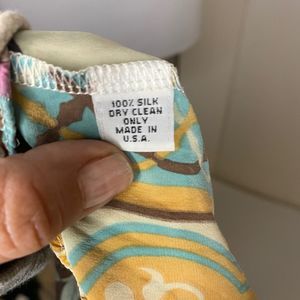 100% SILK
DRY CLEAN
ONLY
MADE IN
U.S.A.